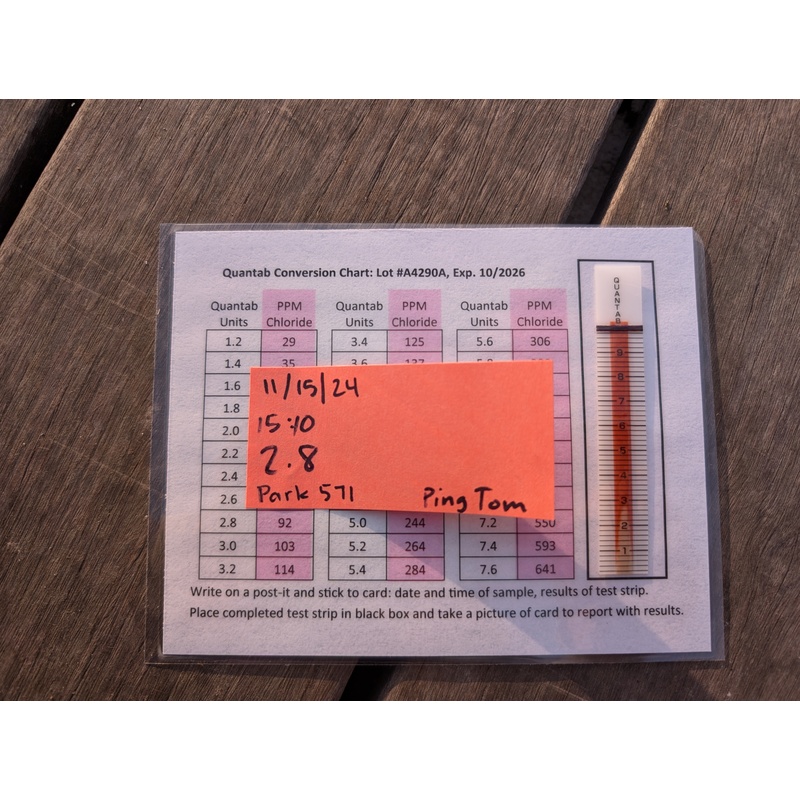 Quantab Conversion Chart: Lot #A4290A, Exp. 10/2026
Quantab Units PPM Chloride Quantab Units PPM Chloride Quantab Units PPM Chloride
1.2 29 3.4 125 5.6 306
1.4 35 3.6
1.6
1.8
2.0
2.2
2.4
2.6
2.8 92 5.0 244 7.2 550
3.0 103 5.2 264 7.4 593
3.2 114 5.4 284 7.6 641
11/15/24
15:10
2.8
Park 571 Ping Tom
Write on a post-it and stick to card: date and time of sample, results of test strip.
Place completed test strip in black box and take a picture of card to report with results.
QUANTAB
9
8
7
6
5
4
3
2
1